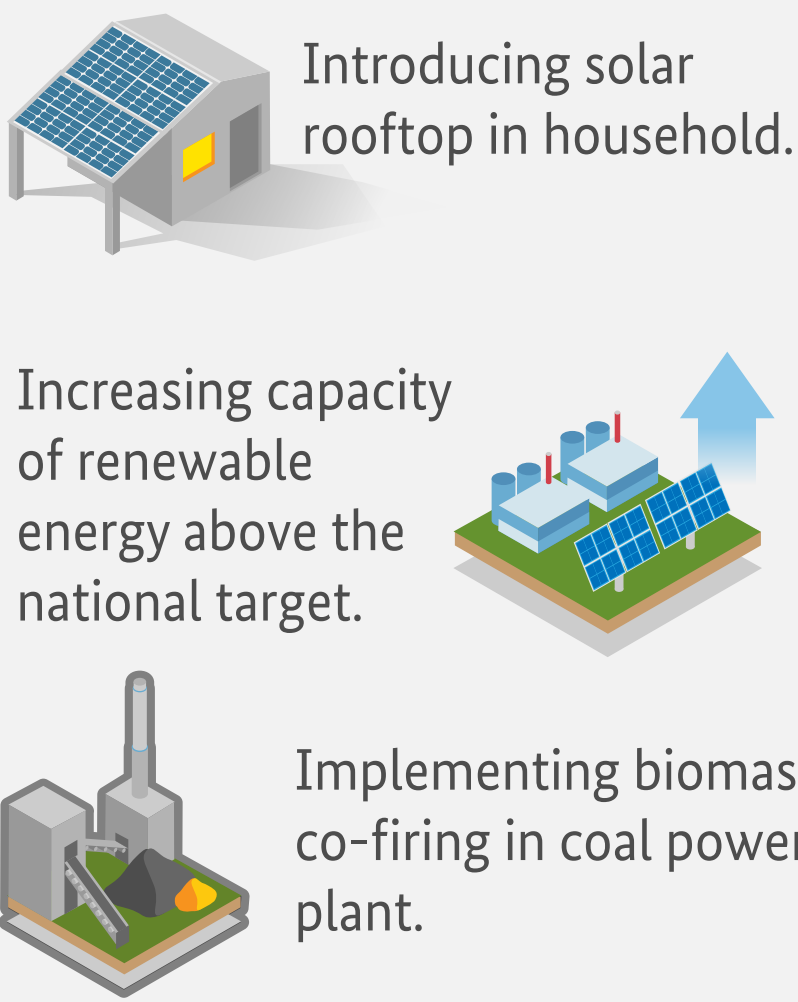 Introducing solar
rooftop in household.
Increasing capacity
of renewable
energy above the
national target.
Implementing biomas
co-firing in coal power
plant.